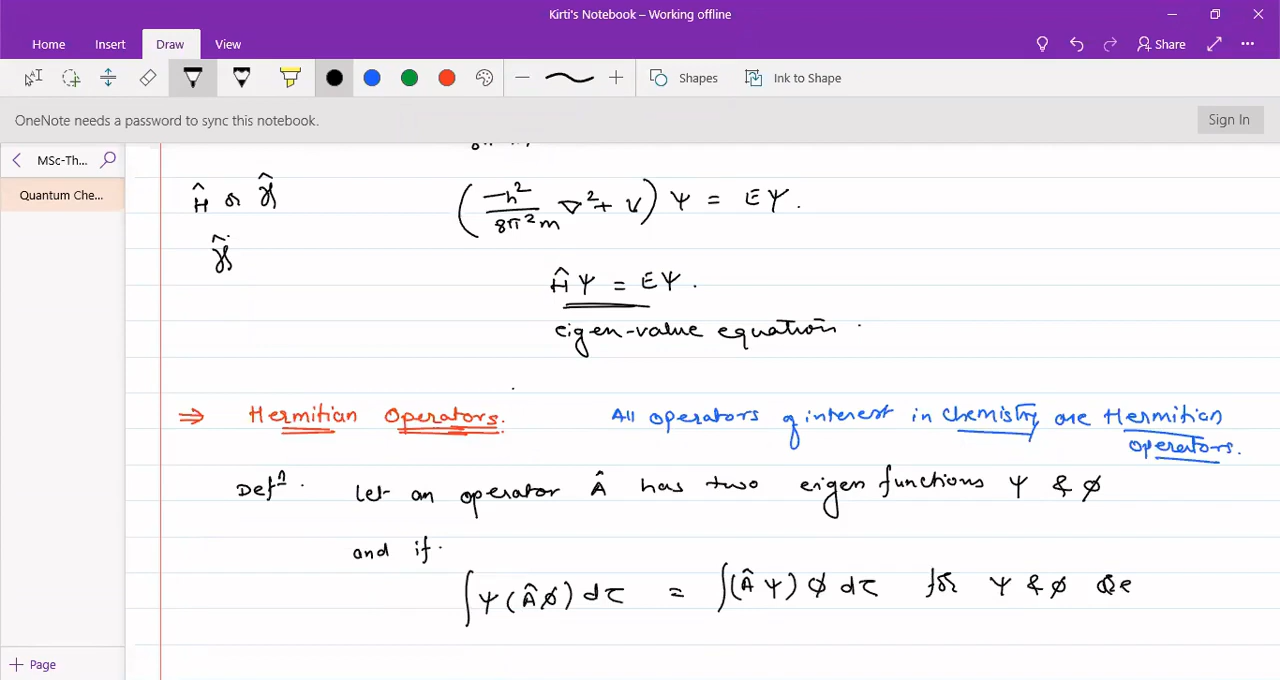 Kirti's Notebook – Working offline
Home Insert Draw View Share
Shapes Ink to Shape
OneNote needs a password to sync this notebook. Sign In
MSc-Th...
Quantum Che...
Ĥ or Ĥ
Ĥ
(-h²/8π²m ∇² + V) Ψ = EΨ.
ĤΨ = EΨ.
eigen-value equation.
⇒ Hermitian Operators. All operators of interest in chemistry are Hermitian
operators.
Defⁿ. Let an operator Â has two eigen functions Ψ & φ
and if.
∫Ψ(Âφ)dτ = ∫(ÂΨ)φ dτ for Ψ & φ
+ Page